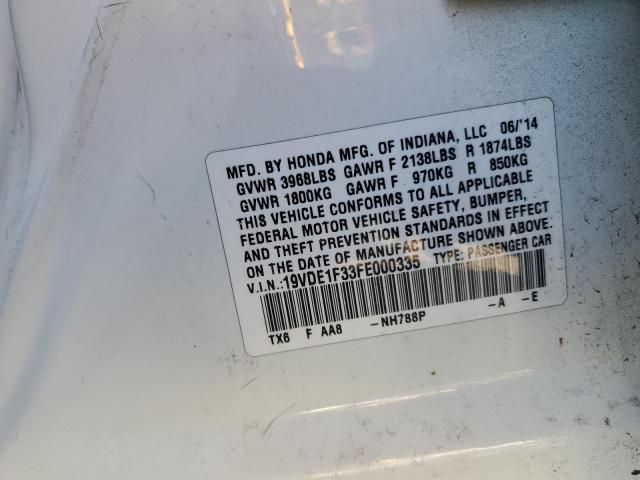 MFD. BY HONDA MFG. OF INDIANA, LLC 06/'14
GVWR 3968LBS GAWR F 2138LBS R 1874LBS
GVWR 1800KG GAWR F 970KG R 850KG
THIS VEHICLE CONFORMS TO ALL APPLICABLE
FEDERAL MOTOR VEHICLE SAFETY, BUMPER,
AND THEFT PREVENTION STANDARDS IN EFFECT
ON THE DATE OF MANUFACTURE SHOWN ABOVE.
V.I.N.:19VDE1F33FE000335 TYPE: PASSENGER CAR
TX6 F AA8 -NH788P -A -E